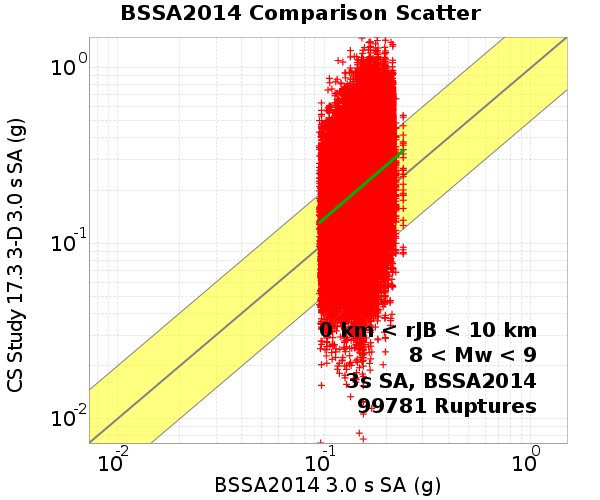 BSSA2014 Comparison Scatter
CS Study 17.3 3-D 3.0 s SA (g)
10^0
10^-1
10^-2
0 km < rJB < 10 km
8 < Mw < 9
3s SA, BSSA2014
99781 Ruptures
10^-2 10^-1 10^0
BSSA2014 3.0 s SA (g)